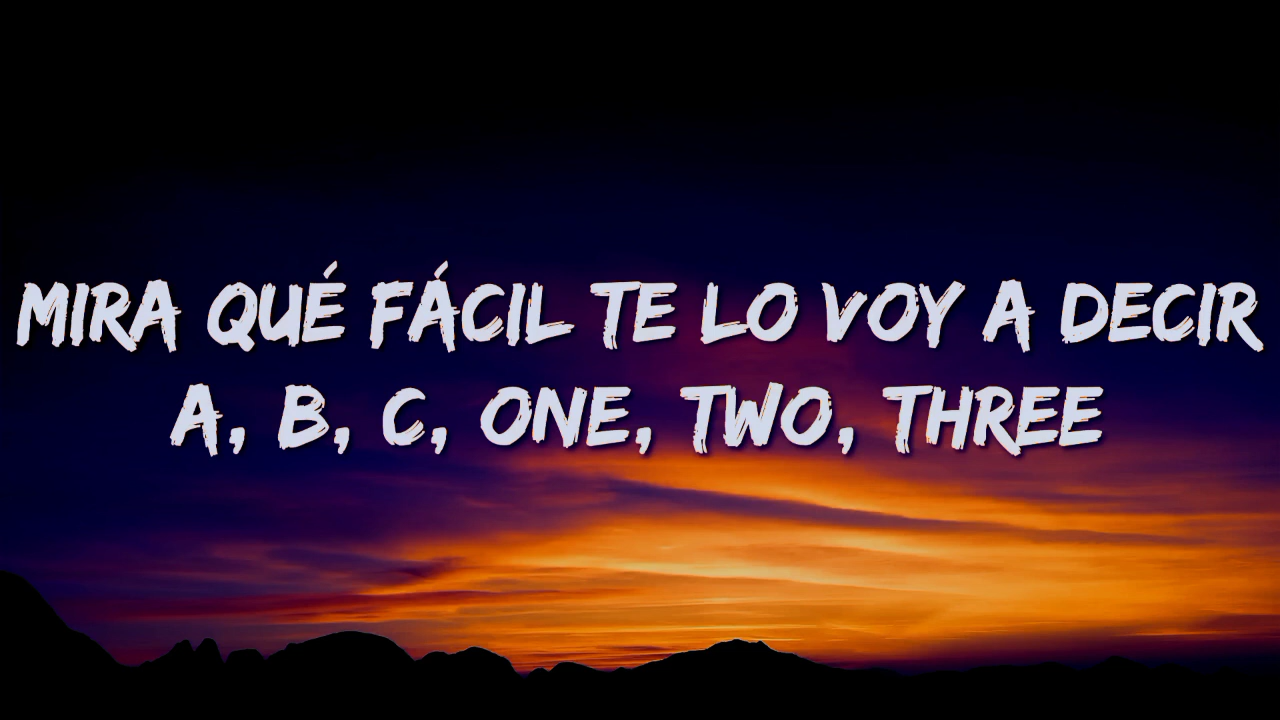 MIRA QUÉ FÁCIL TE LO VOY A DECIR
A, B, C, ONE, TWO, THREE